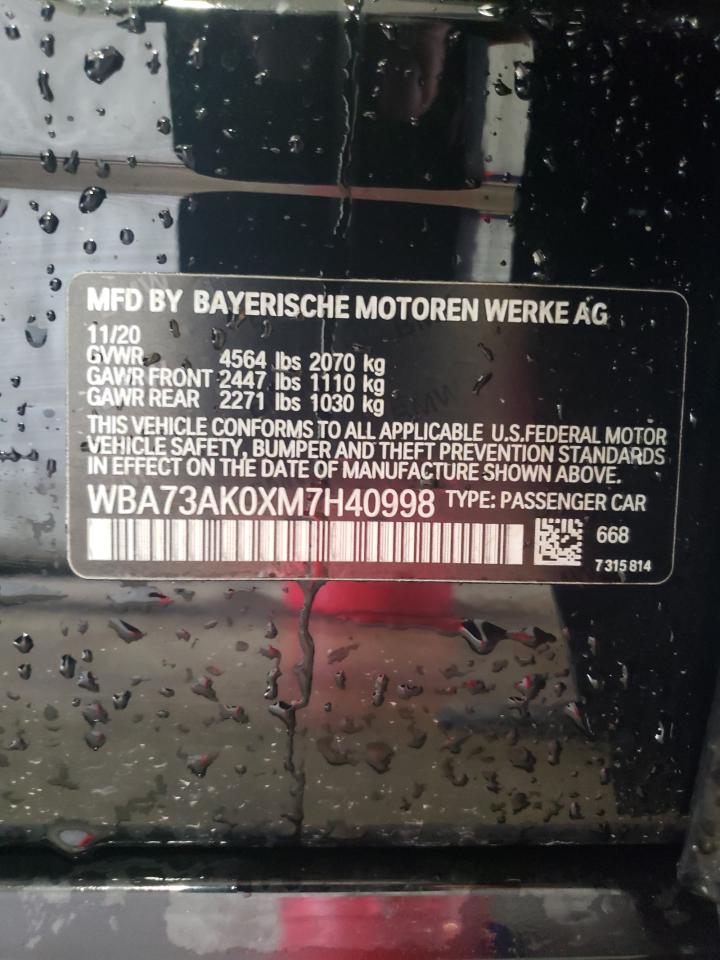 MFD BY BAYERISCHE MOTOREN WERKE AG
11/20
GVWR 4564 lbs 2070 kg
GAWR FRONT 2447 lbs 1110 kg
GAWR REAR 2271 lbs 1030 kg
THIS VEHICLE CONFORMS TO ALL APPLICABLE U.S.FEDERAL MOTOR
VEHICLE SAFETY, BUMPER AND THEFT PREVENTION STANDARDS
IN EFFECT ON THE DATE OF MANUFACTURE SHOWN ABOVE.
WBA73AK0XM7H40998 TYPE: PASSENGER CAR
668
7 315 814